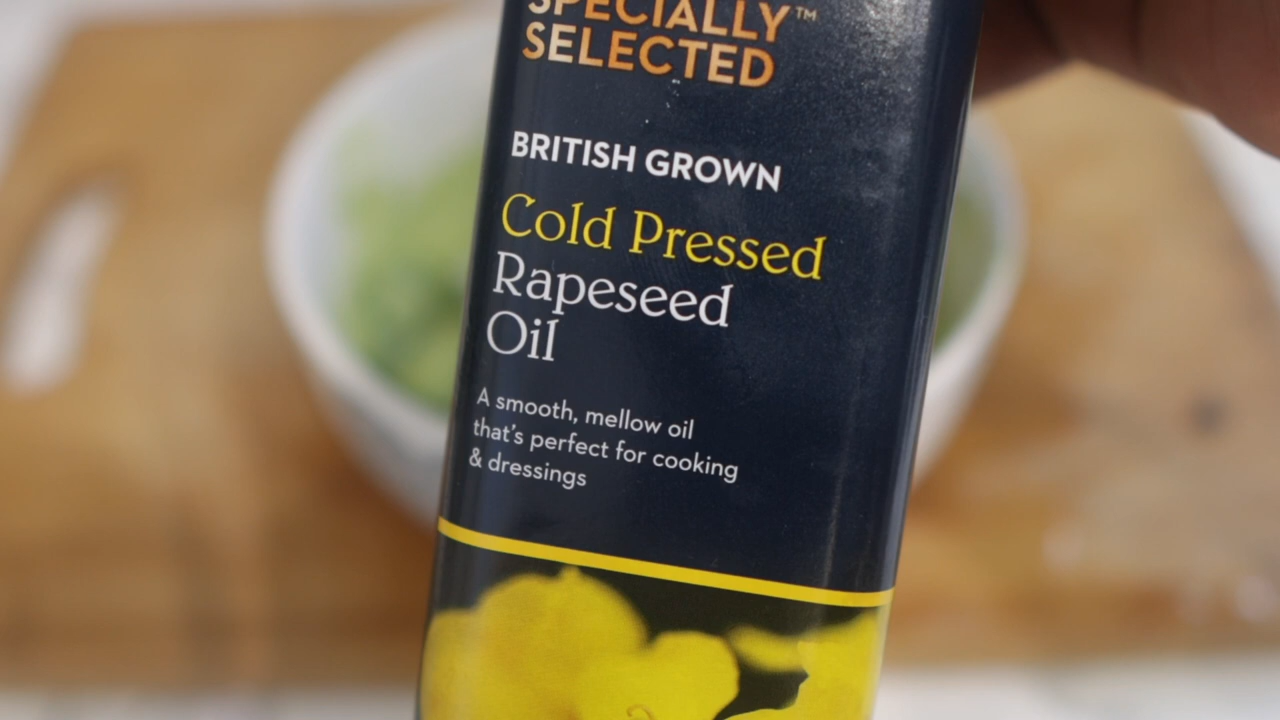 SPECIALLY™
SELECTED
BRITISH GROWN
Cold Pressed
Rapeseed
Oil
A smooth, mellow oil
that's perfect for cooking
& dressings